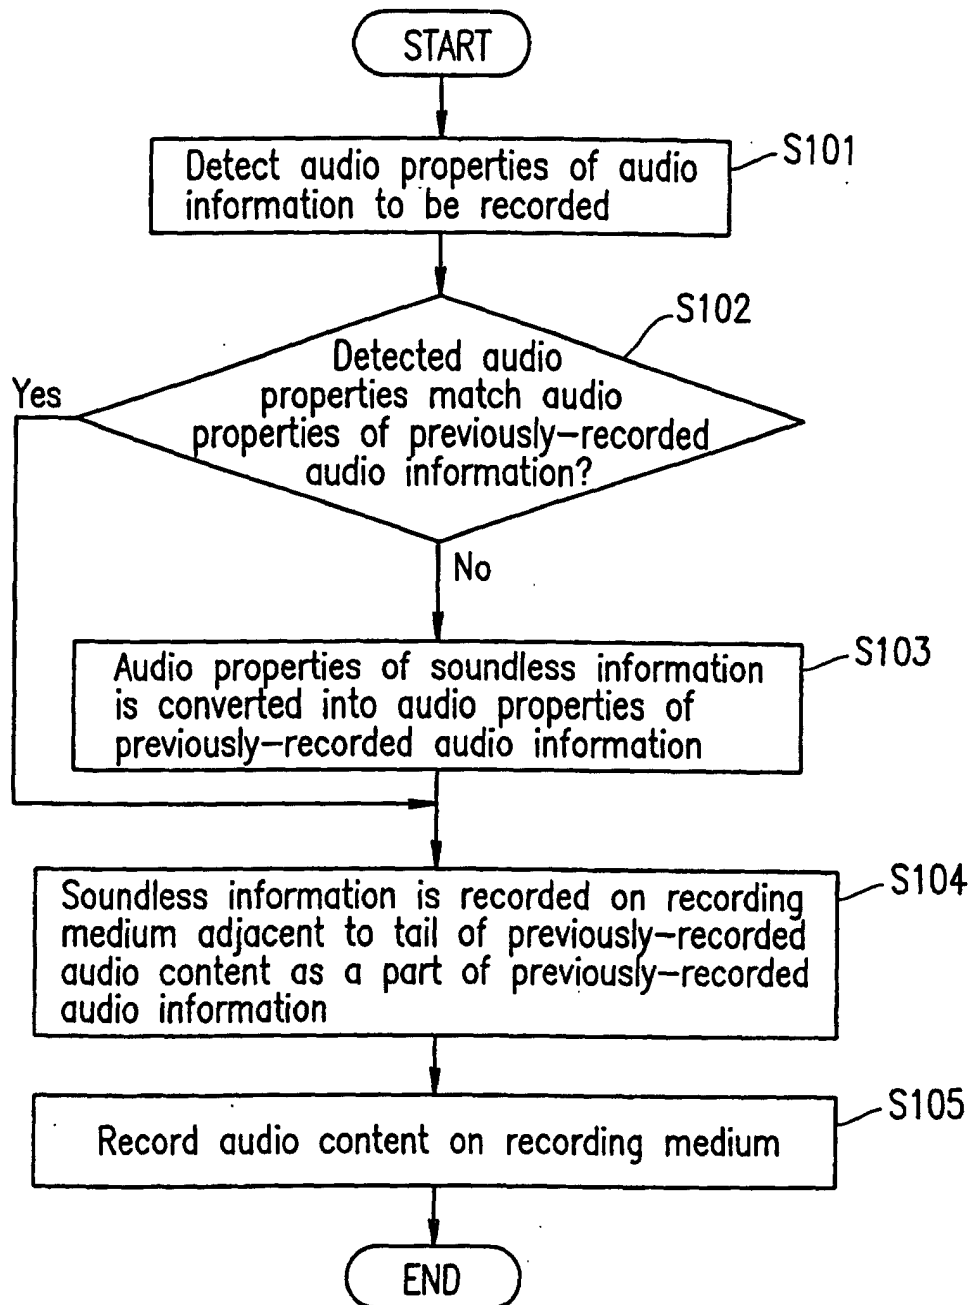 START
S101
Detect audio properties of audio
information to be recorded
S102
Detected audio
properties match audio
properties of previously-recorded
audio information?
Yes
No
S103
Audio properties of soundless information
is converted into audio properties of
previously-recorded audio information
S104
Soundless information is recorded on recording
medium adjacent to tail of previously-recorded
audio content as a part of previously-recorded
audio information
S105
Record audio content on recording medium
END